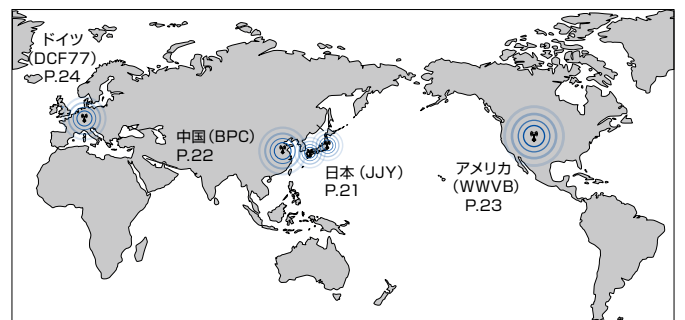 ドイツ
(DCF77)
P.24
中国(BPC)
P.22
日本(JJY)
P.21
アメリカ
(WWVB)
P.23